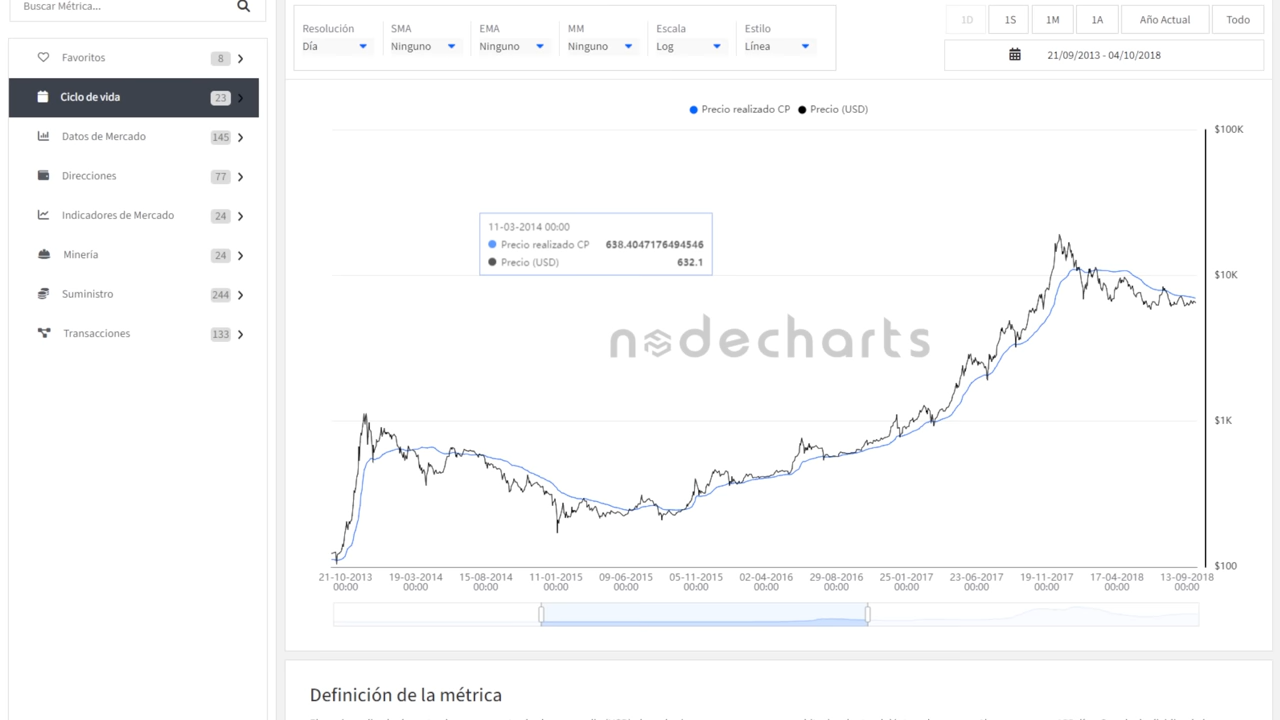 Buscar Métrica...
Favoritos 8
Ciclo de vida 23
Datos de Mercado 145
Direcciones 77
Indicadores de Mercado 24
Minería 24
Suministro 244
Transacciones 133
Resolución SMA EMA MM Escala Estilo
Día Ninguno Ninguno Ninguno Log Línea
1D 1S 1M 1A Año Actual Todo
21/09/2013 - 04/10/2018
Precio realizado CP Precio (USD)
$100K
11-03-2014 00:00
Precio realizado CP 638.4047176494546
Precio (USD) 632.1
$10K
nodecharts
$1K
$100
21-10-2013 19-03-2014 15-08-2014 11-01-2015 09-06-2015 05-11-2015 02-04-2016 29-08-2016 25-01-2017 23-06-2017 19-11-2017 17-04-2018 13-09-2018
00:00 00:00 00:00 00:00 00:00 00:00 00:00 00:00 00:00 00:00 00:00 00:00 00:00
Definición de la métrica